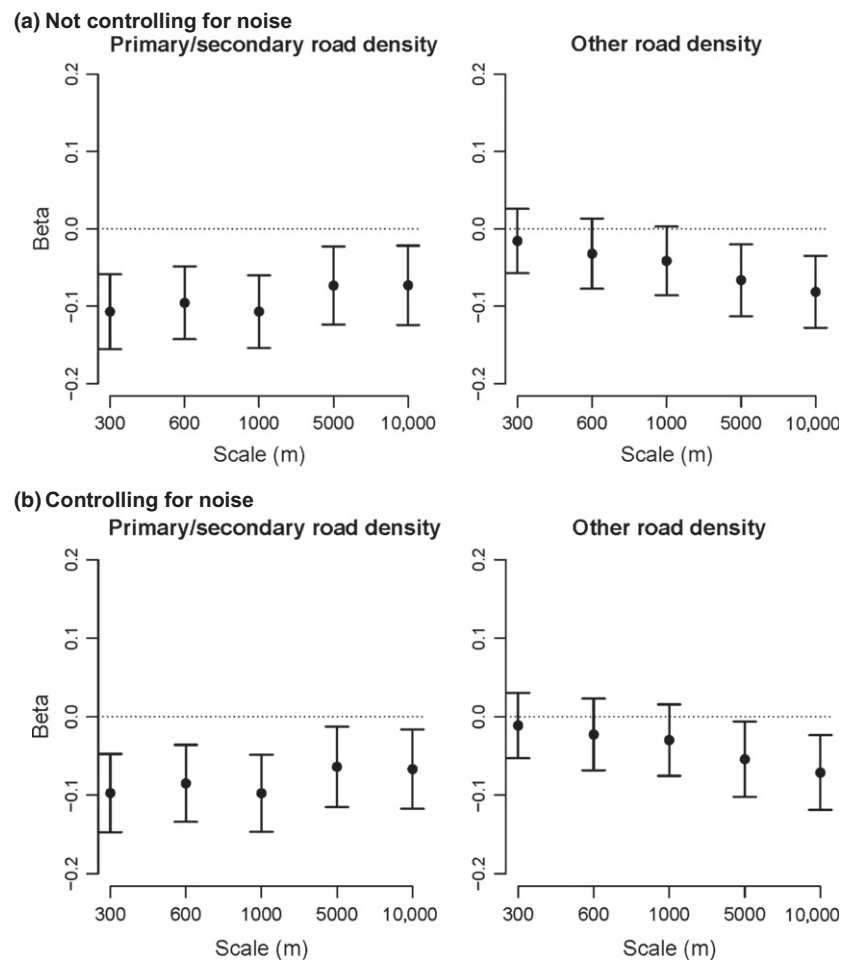 (a) Not controlling for noise
Primary/secondary road density
Other road density
Beta
0.2
0.1
0.0
−0.1
−0.2
300 600 1000 5000 10,000
Scale (m)
0.2
0.1
0.0
−0.1
−0.2
300 600 1000 5000 10,000
Scale (m)
(b) Controlling for noise
Primary/secondary road density
Other road density
Beta
0.2
0.1
0.0
−0.1
−0.2
300 600 1000 5000 10,000
Scale (m)
0.2
0.1
0.0
−0.1
−0.2
300 600 1000 5000 10,000
Scale (m)